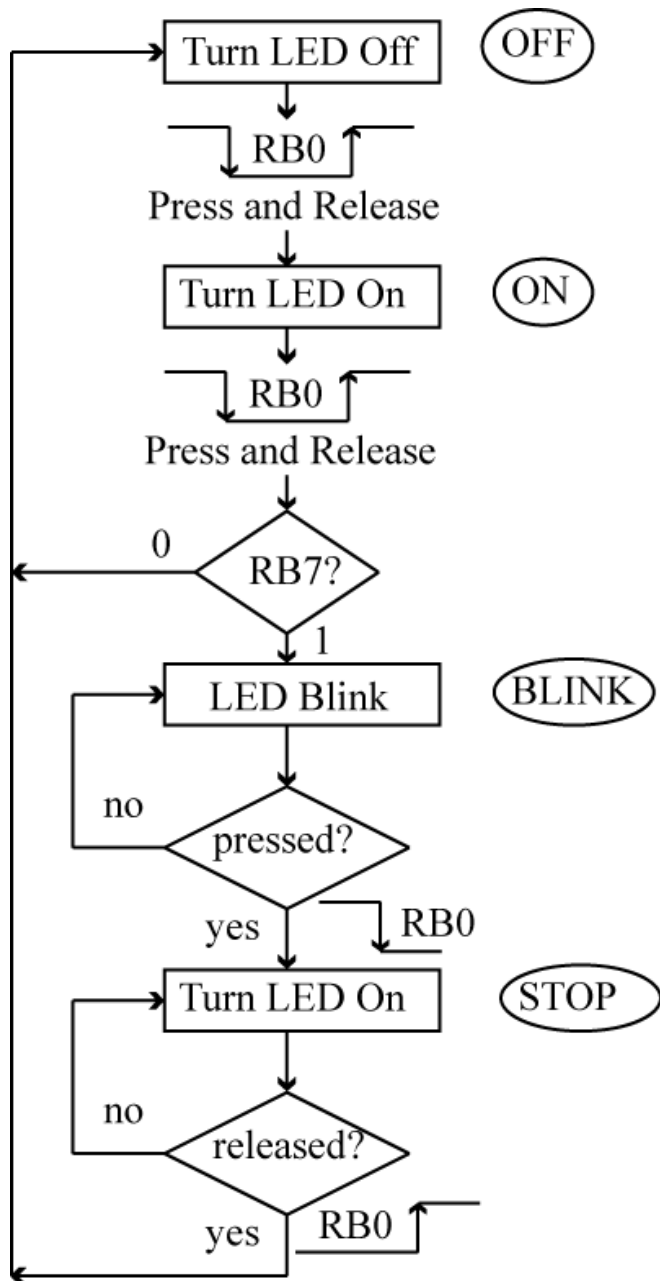 Turn LED Off
OFF
RB0
Press and Release
Turn LED On
ON
RB0
Press and Release
0
RB7?
1
LED Blink
BLINK
no
pressed?
yes
RB0
Turn LED On
STOP
no
released?
yes
RB0